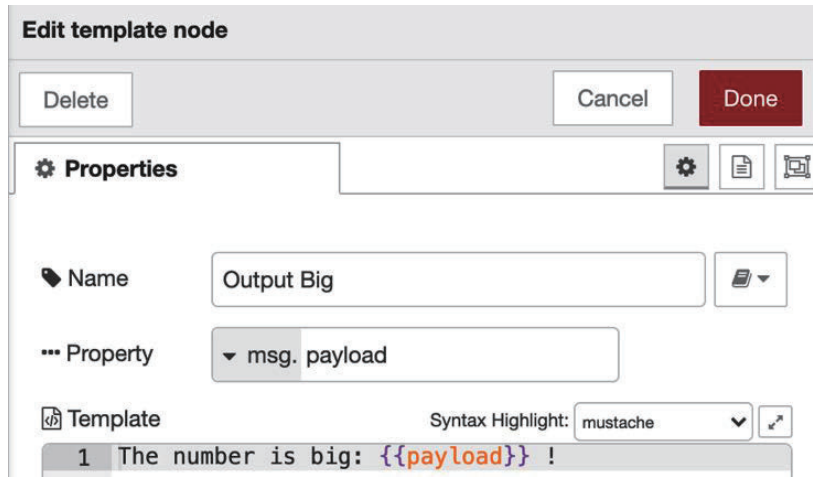 Edit template node
Delete Cancel Done
Properties
Name Output Big
Property msg. payload
Template Syntax Highlight: mustache
1 The number is big: {{payload}} !